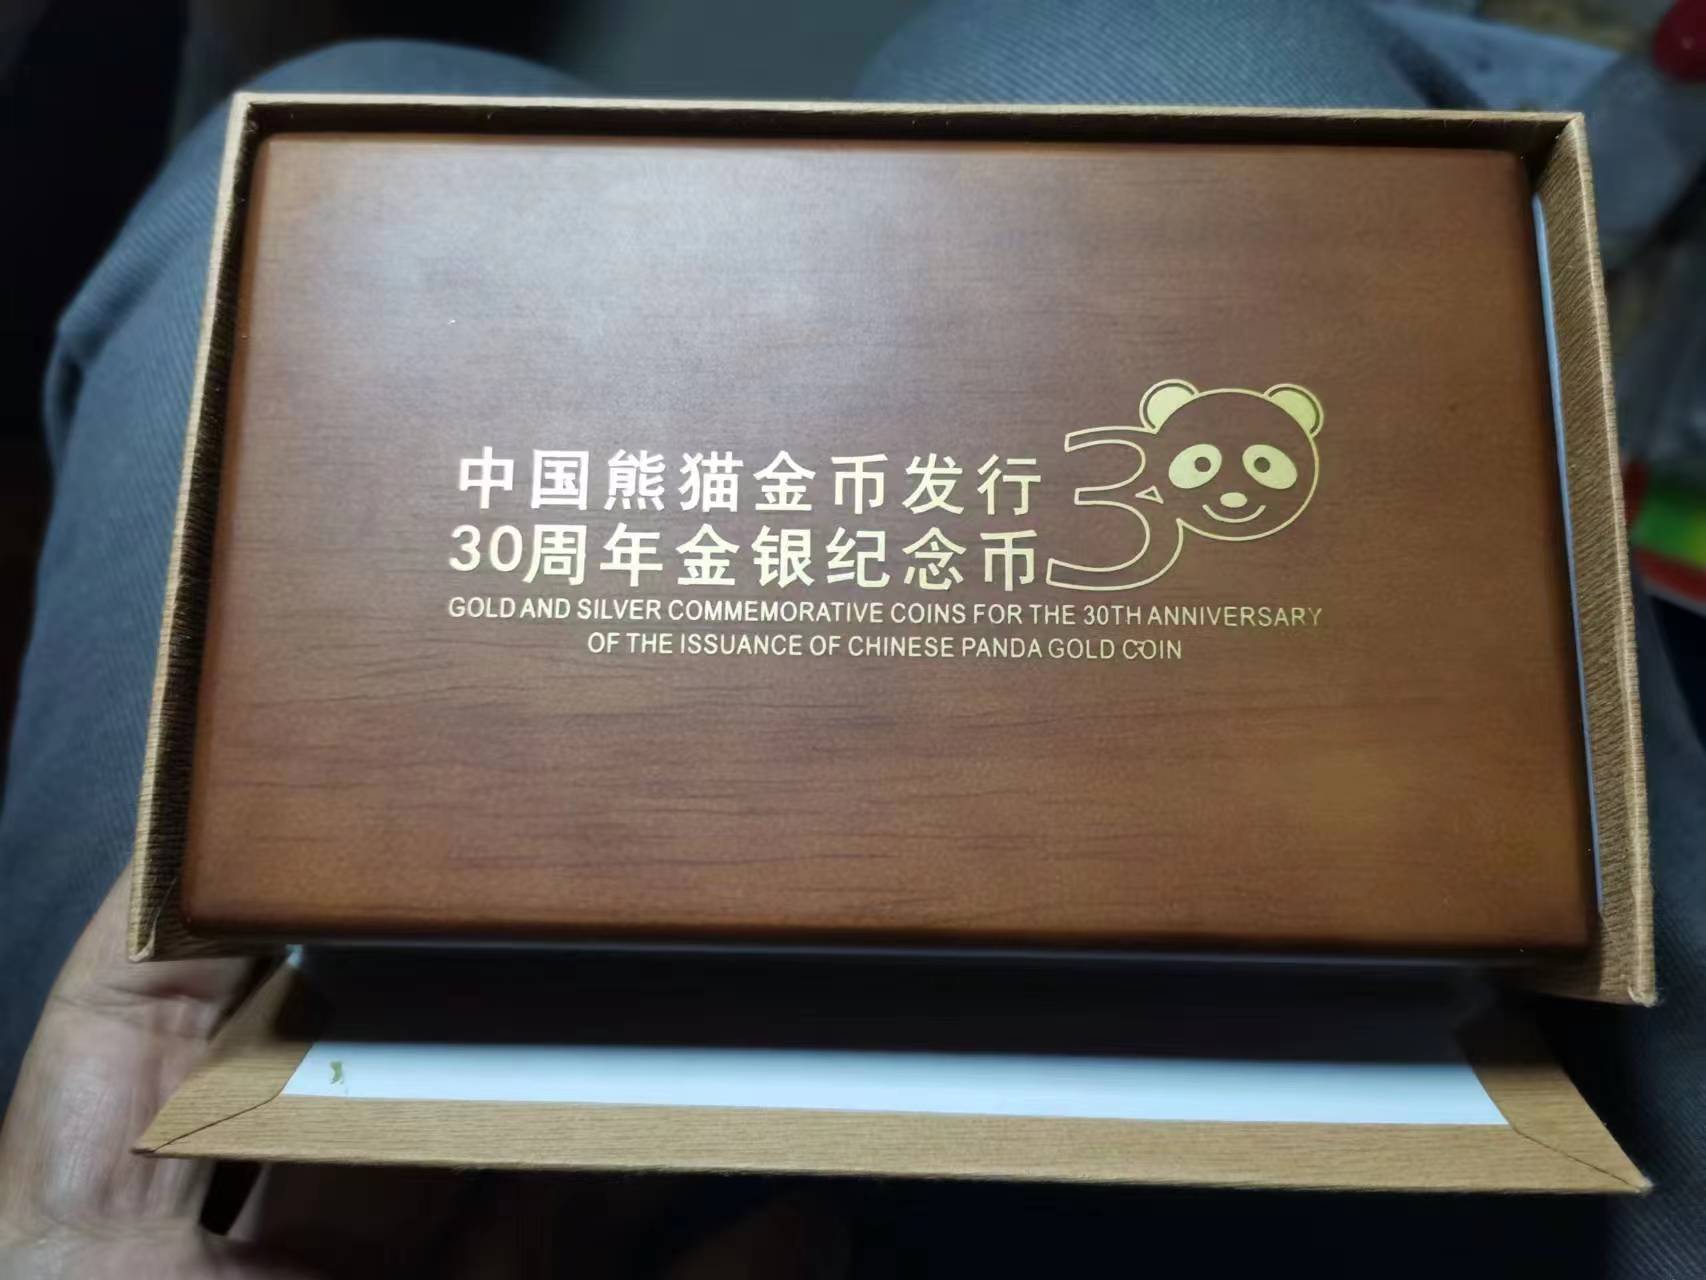 中国熊猫金币发行
30周年金银纪念币
30
GOLD AND SILVER COMMEMORATIVE COINS FOR THE 30TH ANNIVERSARY
OF THE ISSUANCE OF CHINESE PANDA GOLD COIN